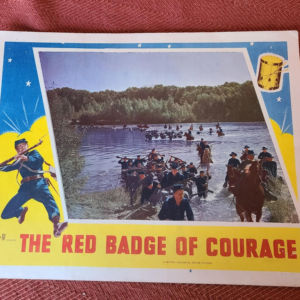 THE RED BADGE OF COURAGE